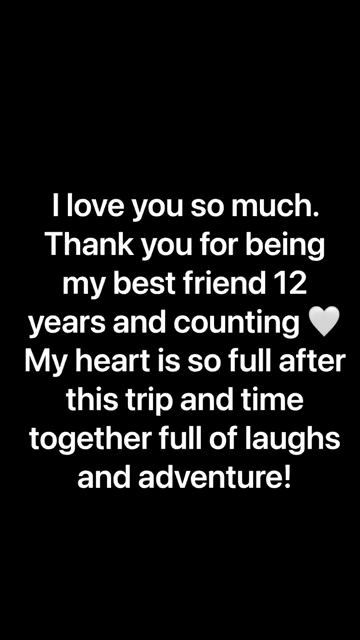 I love you so much.
Thank you for being
my best friend 12
years and counting 🤍
My heart is so full after
this trip and time
together full of laughs
and adventure!